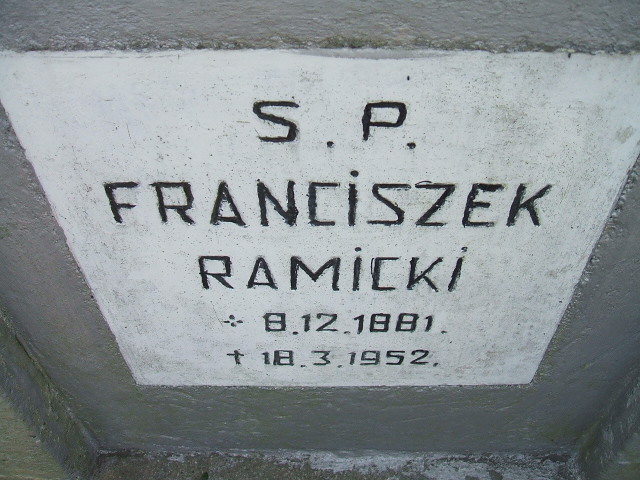 S.P.
FRANCISZEK
RAMICKI
* 8.12.1881.
† 18.3.1952.